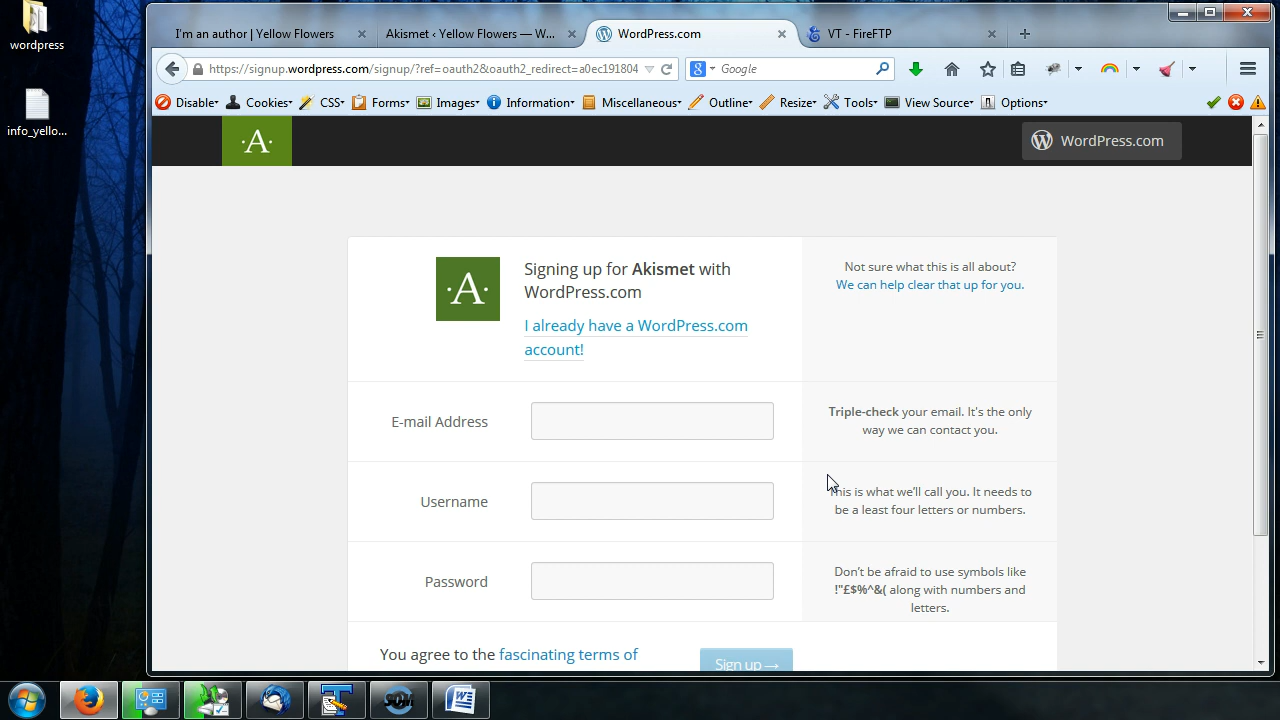 wordpress
info_yello...
I'm an author | Yellow Flowers
Akismet ‹ Yellow Flowers — W...
WordPress.com
VT - FireFTP
https://signup.wordpress.com/signup/?ref=oauth2&oauth2_redirect=a0ec191804
Google
Disable
Cookies
CSS
Forms
Images
Information
Miscellaneous
Outline
Resize
Tools
View Source
Options
·A·
WordPress.com
·A·
Signing up for Akismet with
WordPress.com
I already have a WordPress.com
account!
Not sure what this is all about?
We can help clear that up for you.
E-mail Address
Triple-check your email. It's the only
way we can contact you.
Username
This is what we'll call you. It needs to
be a least four letters or numbers.
Password
Don't be afraid to use symbols like
!"£$%^&( along with numbers and
letters.
You agree to the fascinating terms of
Sign up →